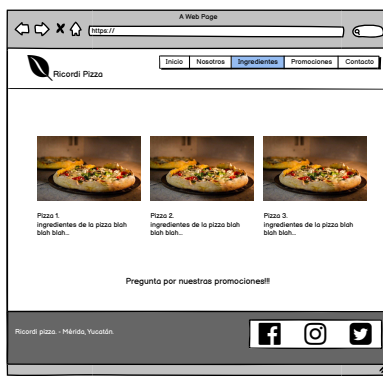 A Web Page
https://
Ricordi Pizza
Inicio Nosotros Ingredientes Promociones Contacto
Pizza 1.
ingredientes de la pizza blah
blah blah...
Pizza 2.
ingredientes de la pizza blah
blah blah...
Pizza 3.
ingredientes de la pizza blah
blah blah...
Pregunta por nuestras promociones!!!
Ricordi pizza. - Mérida, Yucatán.